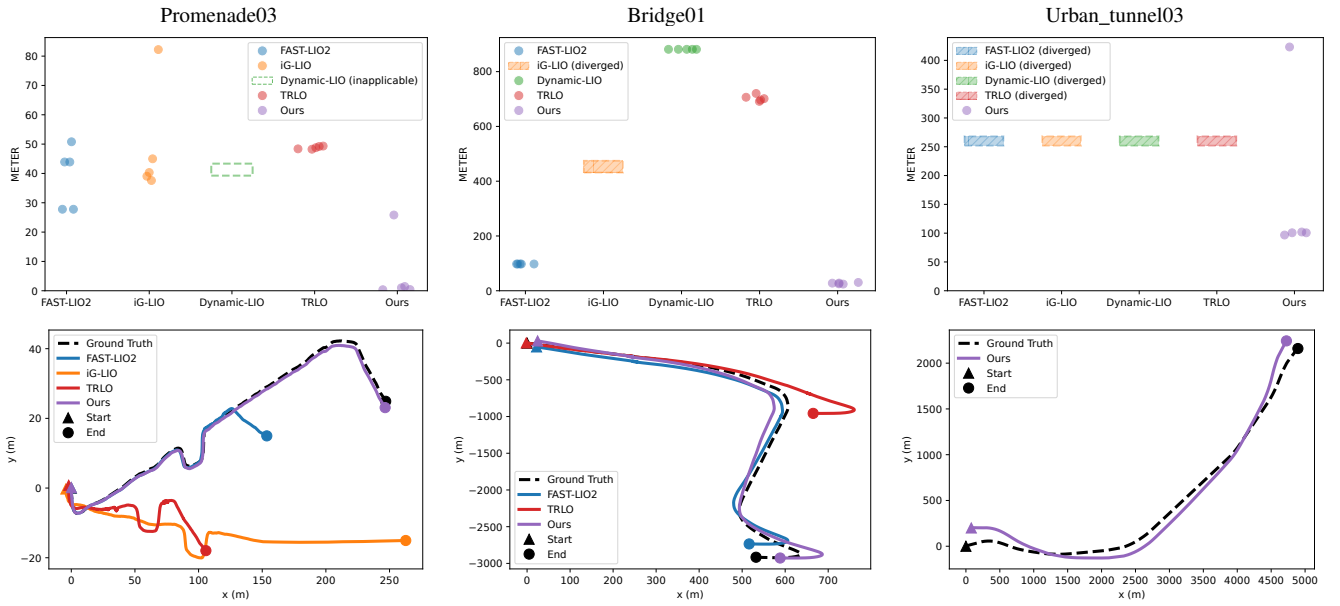 Promenade03
Bridge01
Urban_tunnel03
80
70
60
50
40
30
20
10
0
METER
FAST-LIO2
iG-LIO
Dynamic-LIO (inapplicable)
TRLO
Ours
FAST-LIO2
iG-LIO
Dynamic-LIO
TRLO
Ours
800
600
400
200
0
METER
FAST-LIO2
iG-LIO (diverged)
Dynamic-LIO
TRLO
Ours
FAST-LIO2
iG-LIO
Dynamic-LIO
TRLO
Ours
400
350
300
250
200
150
100
50
0
METER
FAST-LIO2 (diverged)
iG-LIO (diverged)
Dynamic-LIO (diverged)
TRLO (diverged)
Ours
FAST-LIO2
iG-LIO
Dynamic-LIO
TRLO
Ours
40
20
0
−20
y (m)
Ground Truth
FAST-LIO2
iG-LIO
TRLO
Ours
Start
End
0
50
100
150
200
250
x (m)
0
−500
−1000
−1500
−2000
−2500
−3000
y (m)
Ground Truth
FAST-LIO2
TRLO
Ours
Start
End
0
100
200
300
400
500
600
700
x (m)
2000
1500
1000
500
0
y (m)
Ground Truth
Ours
Start
End
0
500
1000
1500
2000
2500
3000
3500
4000
4500
5000
x (m)